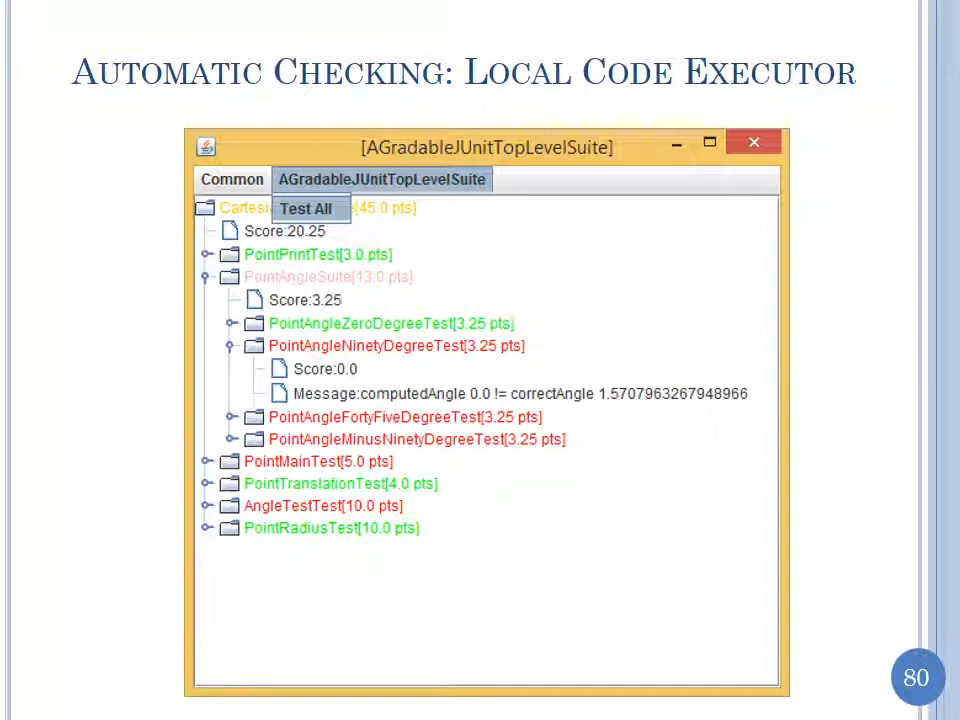 AUTOMATIC CHECKING: LOCAL CODE EXECUTOR
[AGradableJUnitTopLevelSuite]
Common AGradableJUnitTopLevelSuite
Test All
[45.0 pts]
Score:20.25
PointPrintTest[3.0 pts]
PointAngleSuite[13.0 pts]
Score:3.25
PointAngleZeroDegreeTest[3.25 pts]
PointAngleNinetyDegreeTest[3.25 pts]
Score:0.0
Message:computedAngle 0.0 != correctAngle 1.5707963267948966
PointAngleFortyFiveDegreeTest[3.25 pts]
PointAngleMinusNinetyDegreeTest[3.25 pts]
PointMainTest[5.0 pts]
PointTranslationTest[4.0 pts]
AngleTestTest[10.0 pts]
PointRadiusTest[10.0 pts]
80